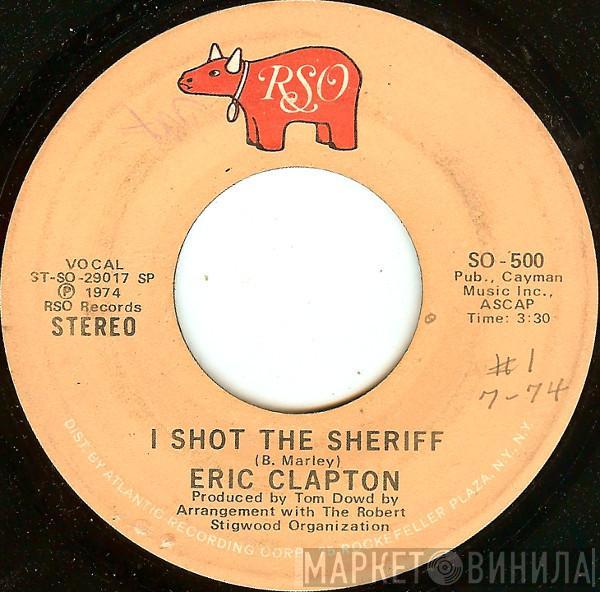 RSO
VOCAL
ST-SO-29017 SP
Ⓟ 1974
RSO Records
STEREO
SO-500
Pub., Cayman
Music Inc.,
ASCAP
Time: 3:30
#1
7-74
I SHOT THE SHERIFF
(B. Marley)
ERIC CLAPTON
Produced by Tom Dowd by
Arrangement with The Robert
Stigwood Organization
DIST. BY ATLANTIC RECORDING CORP. 75 ROCKEFELLER PLAZA, N.Y., N.Y.
МАРКЕТ ВИНИЛА